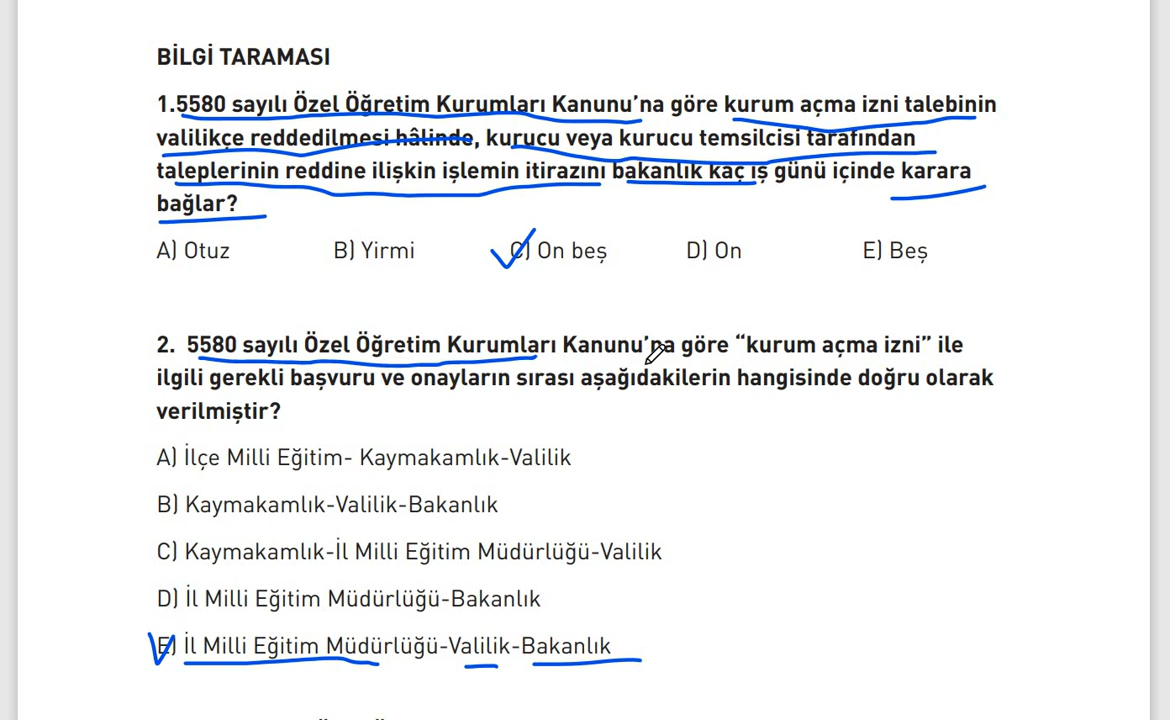 BİLGİ TARAMASI
1.5580 sayılı Özel Öğretim Kurumları Kanunu'na göre kurum açma izni talebinin
valilikçe reddedilmesi hâlinde, kurucu veya kurucu temsilcisi tarafından
taleplerinin reddine ilişkin işlemin itirazını bakanlık kaç iş günü içinde karara
bağlar?
A) Otuz B) Yirmi C) On beş D) On E) Beş
2. 5580 sayılı Özel Öğretim Kurumları Kanunu'na göre “kurum açma izni” ile
ilgili gerekli başvuru ve onayların sırası aşağıdakilerin hangisinde doğru olarak
verilmiştir?
A) İlçe Milli Eğitim- Kaymakamlık-Valilik
B) Kaymakamlık-Valilik-Bakanlık
C) Kaymakamlık-İl Milli Eğitim Müdürlüğü-Valilik
D) İl Milli Eğitim Müdürlüğü-Bakanlık
E) İl Milli Eğitim Müdürlüğü-Valilik-Bakanlık